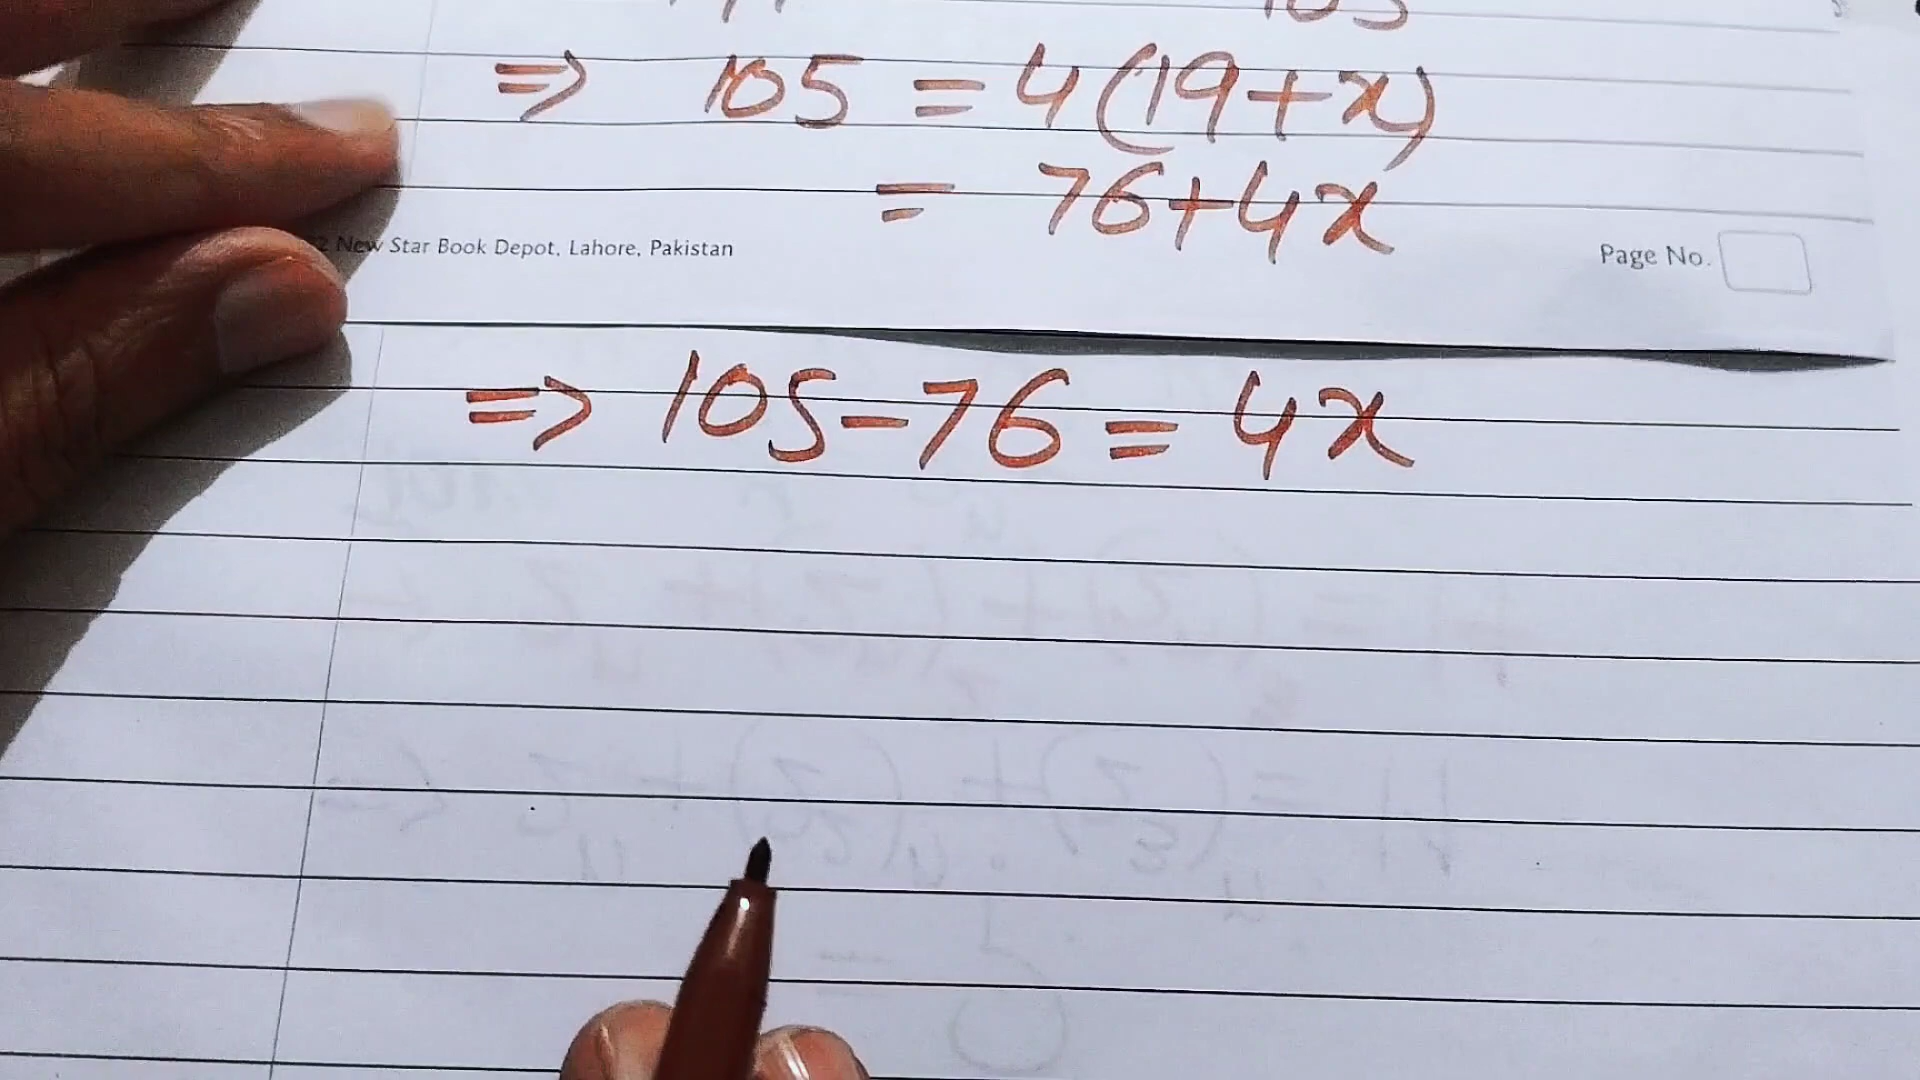 ⇒ 105 = 4(19+x)
= 76+4x
New Star Book Depot, Lahore, Pakistan
Page No.
⇒ 105-76 = 4x